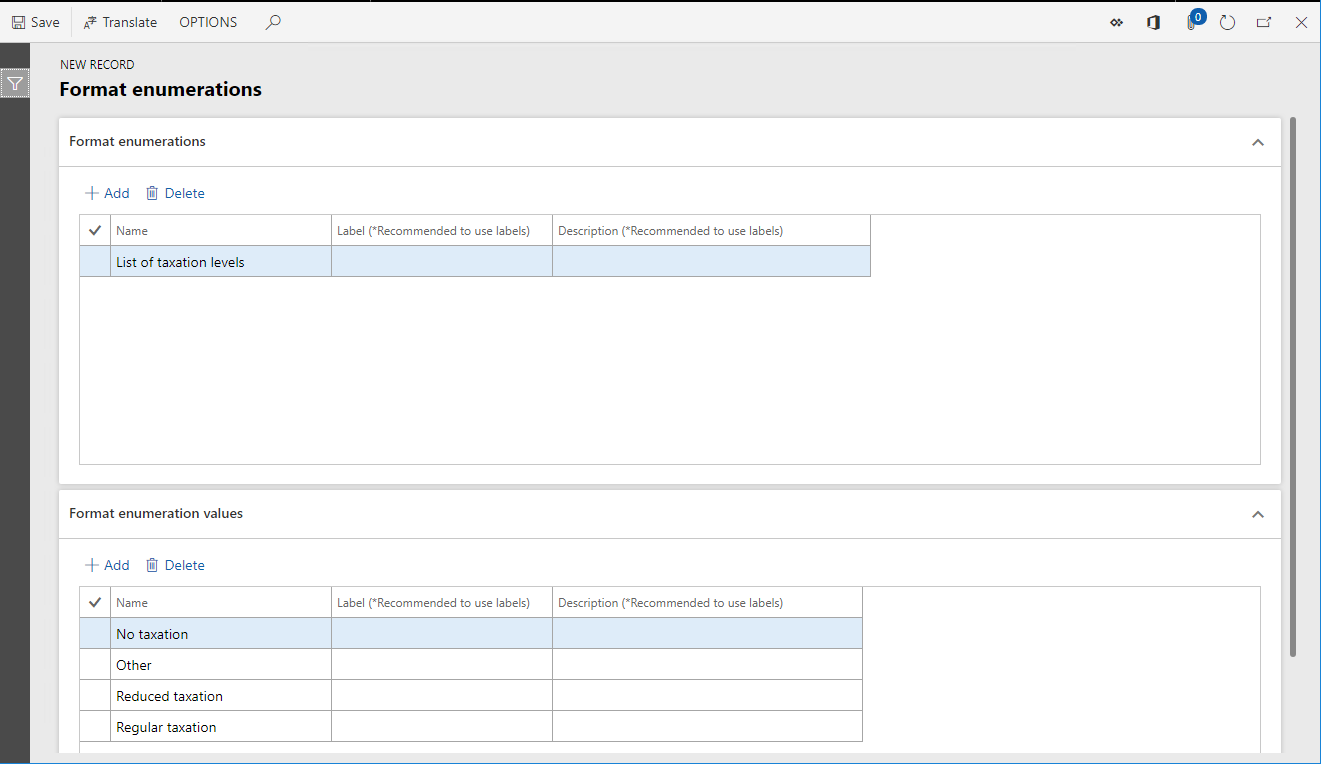 Save Translate OPTIONS 0
NEW RECORD
Format enumerations
Format enumerations
Add Delete
Name Label (*Recommended to use labels) Description (*Recommended to use labels)
List of taxation levels
Format enumeration values
Add Delete
Name Label (*Recommended to use labels) Description (*Recommended to use labels)
No taxation
Other
Reduced taxation
Regular taxation